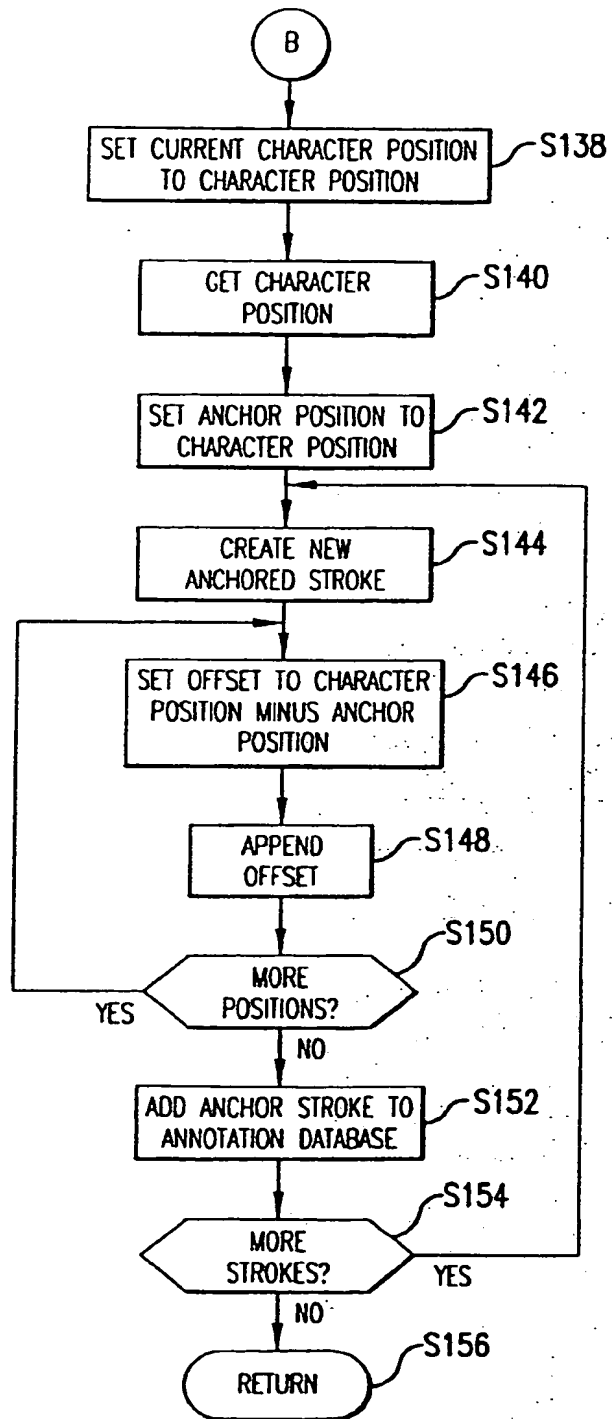 B
SET CURRENT CHARACTER POSITION
TO CHARACTER POSITION
S138
GET CHARACTER
POSITION
S140
SET ANCHOR POSITION TO
CHARACTER POSITION
S142
CREATE NEW
ANCHORED STROKE
S144
SET OFFSET TO CHARACTER
POSITION MINUS ANCHOR
POSITION
S146
APPEND
OFFSET
S148
MORE
POSITIONS?
S150
YES
NO
ADD ANCHOR STROKE TO
ANNOTATION DATABASE
S152
MORE
STROKES?
S154
YES
NO
RETURN
S156